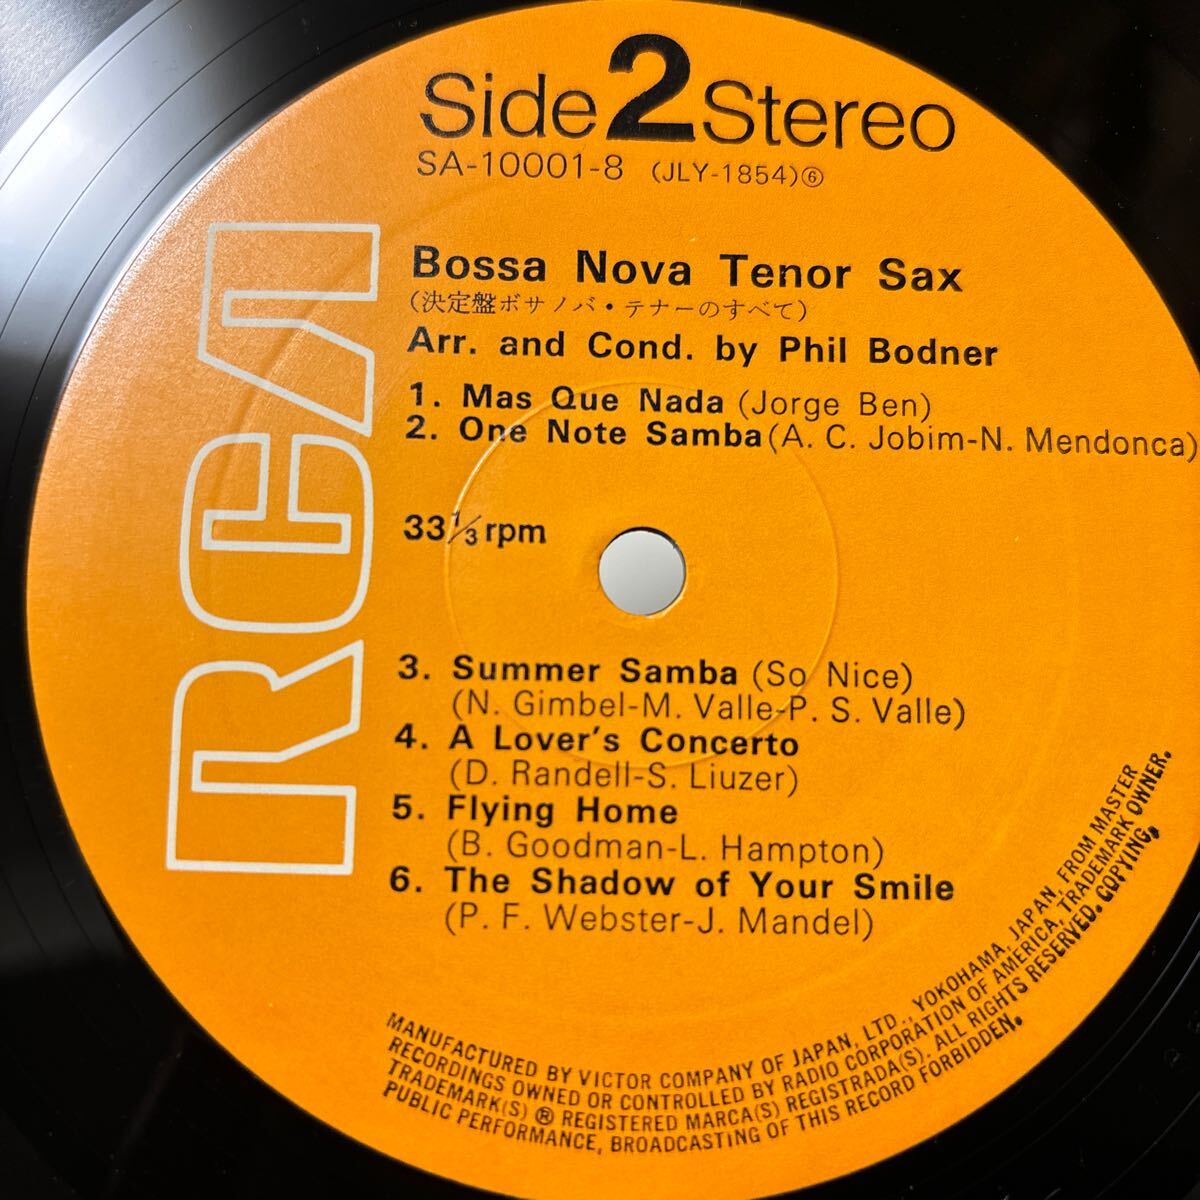 Side 2 Stereo
SA-10001-8 (JLY-1854)⑥
RCA
Bossa Nova Tenor Sax
(決定盤ボサノバ・テナーのすべて)
Arr. and Cond. by Phil Bodner
1. Mas Que Nada (Jorge Ben)
2. One Note Samba (A. C. Jobim-N. Mendonca)
33⅓ rpm
3. Summer Samba (So Nice)
(N. Gimbel-M. Valle-P. S. Valle)
4. A Lover's Concerto
(D. Randell-S. Liuzer)
5. Flying Home
(B. Goodman-L. Hampton)
6. The Shadow of Your Smile
(P. F. Webster-J. Mandel)
MANUFACTURED BY VICTOR COMPANY OF JAPAN, LTD., YOKOHAMA, JAPAN, FROM MASTER
RECORDINGS OWNED OR CONTROLLED BY RADIO CORPORATION OF AMERICA, TRADEMARK OWNER.
TRADEMARK(S) ® REGISTERED MARCA(S) REGISTRADA(S). ALL RIGHTS RESERVED. COPYING,
PUBLIC PERFORMANCE, BROADCASTING OF THIS RECORD FORBIDDEN.